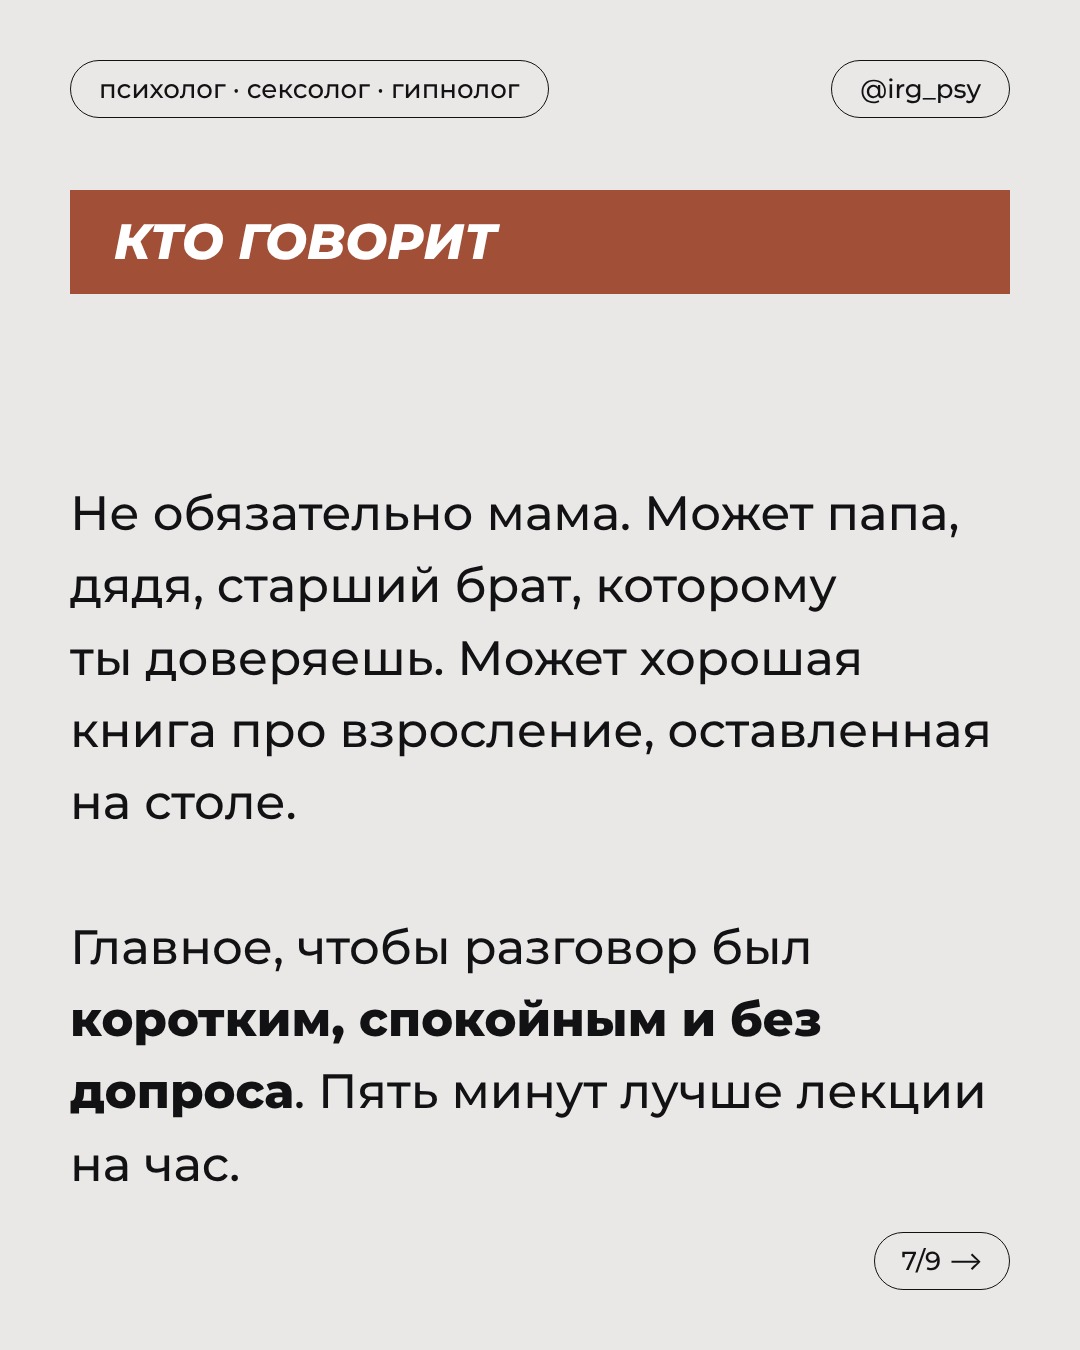 психолог · сексолог · гипнолог
@irg_psy
КТО ГОВОРИТ
Не обязательно мама. Может папа,
дядя, старший брат, которому
ты доверяешь. Может хорошая
книга про взросление, оставленная
на столе.
Главное, чтобы разговор был
коротким, спокойным и без
допроса. Пять минут лучше лекции
на час.
7/9 →